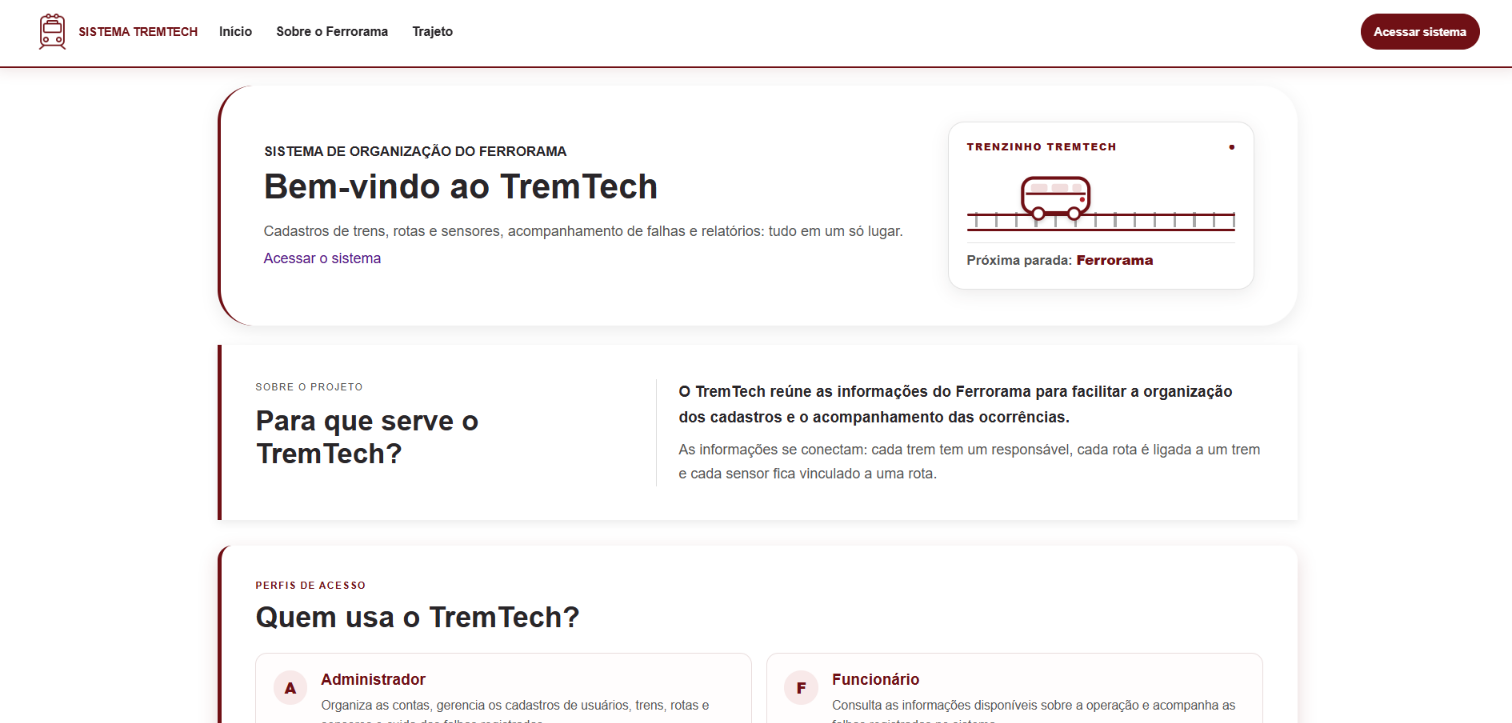 SISTEMA TREMTECH
Início
Sobre o Ferrorama
Trajeto
Acessar sistema
SISTEMA DE ORGANIZAÇÃO DO FERRORAMA
Bem-vindo ao TremTech
Cadastros de trens, rotas e sensores, acompanhamento de falhas e relatórios: tudo em um só lugar.
Acessar o sistema
TRENZINHO TREMTECH
Próxima parada: Ferrorama
SOBRE O PROJETO
Para que serve o
TremTech?
O TremTech reúne as informações do Ferrorama para facilitar a organização
dos cadastros e o acompanhamento das ocorrências.
As informações se conectam: cada trem tem um responsável, cada rota é ligada a um trem
e cada sensor fica vinculado a uma rota.
PERFIS DE ACESSO
Quem usa o TremTech?
A
Administrador
Organiza as contas, gerencia os cadastros de usuários, trens, rotas e
F
Funcionário
Consulta as informações disponíveis sobre a operação e acompanha as